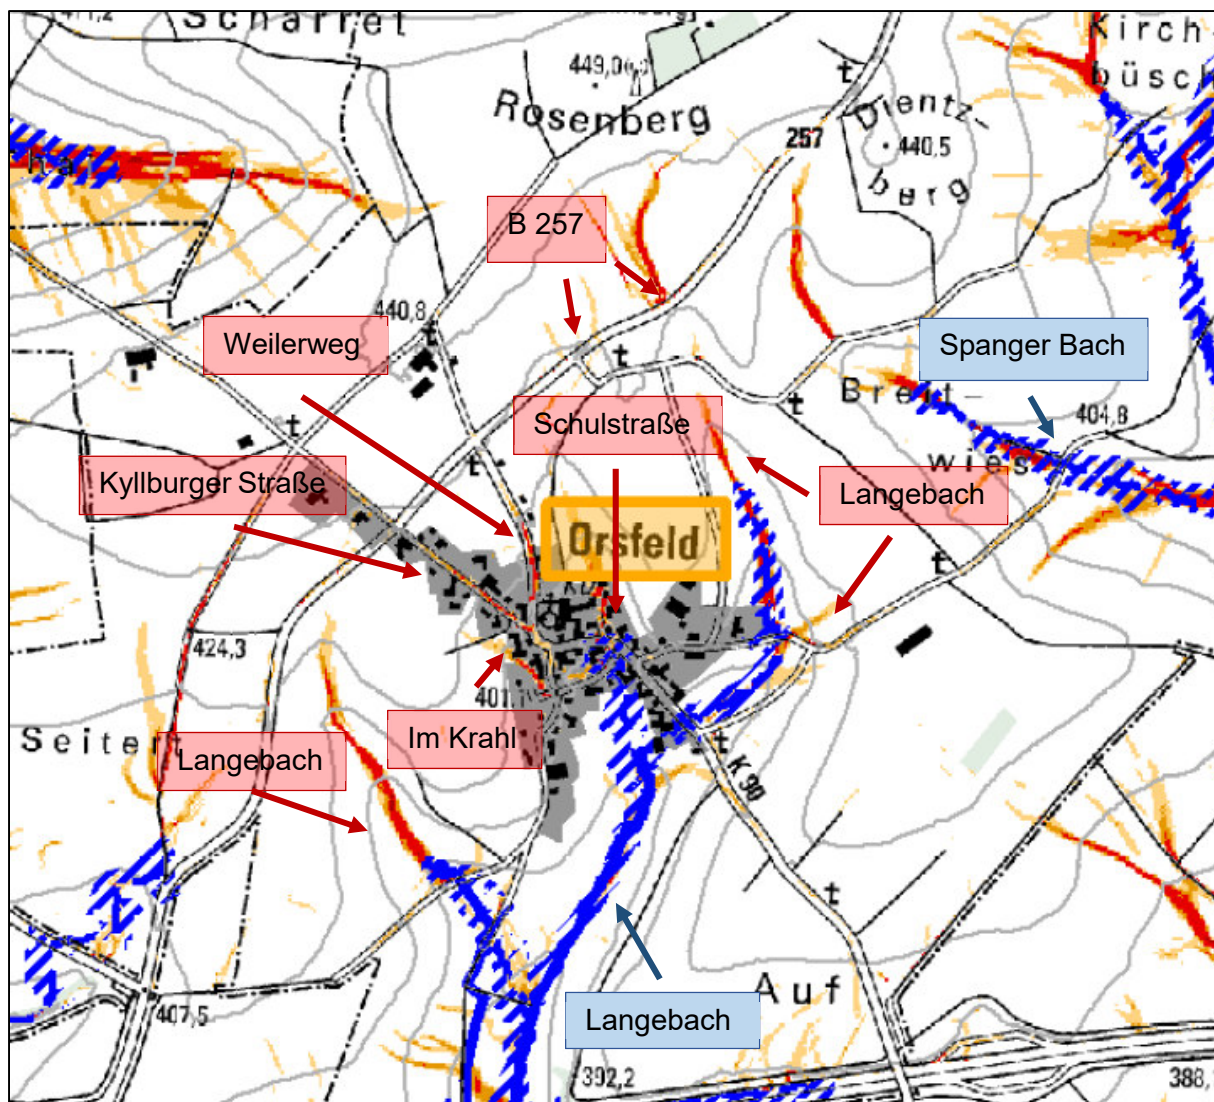 Scharret
Kirch-
büsch
449,0
Rosenberg
t
257
Dientz-
berg
440,5
B 257
440,8
t
Weilerweg
Spanger Bach
t
t
t
Breit-
wies
404,8
Schulstraße
Kyllburger Straße
t
Langebach
Orsfeld
t
424,3
401,
Im Krahl
Seitert
Langebach
t
K 90
t
Auf
Langebach
407,5
392,2
388,